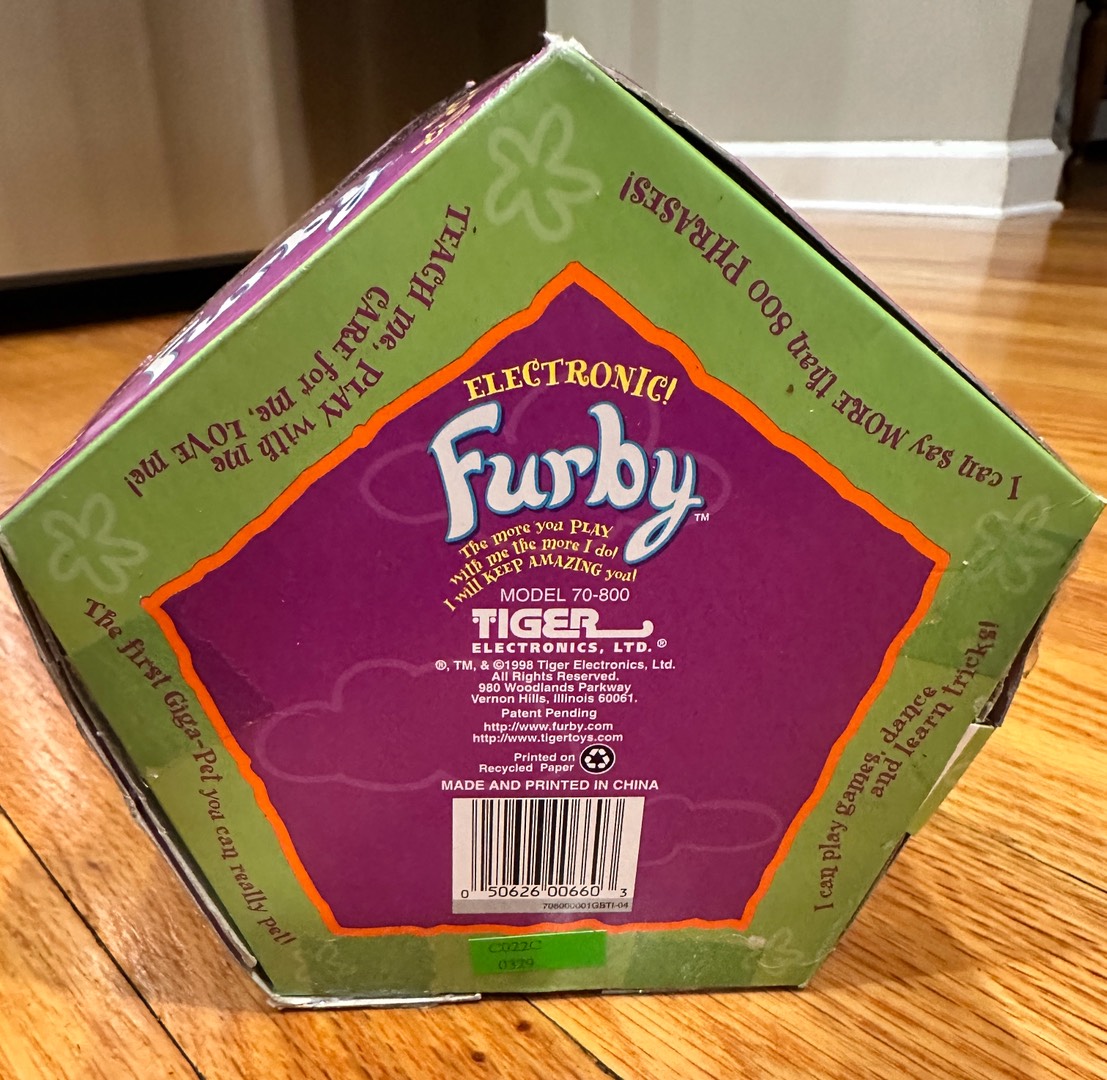 TEACH me, PLAY with me
CARE for me, LOVE me!
I can say MORE than 800 PHRASES!
ELECTRONIC!
Furby™
The more you PLAY
with me the more I do!
I will KEEP AMAZING you!
MODEL 70-800
TIGER
ELECTRONICS, LTD.®
®, TM, & ©1998 Tiger Electronics, Ltd.
All Rights Reserved.
980 Woodlands Parkway
Vernon Hills, Illinois 60061.
Patent Pending
http://www.furby.com
http://www.tigertoys.com
Printed on
Recycled Paper
MADE AND PRINTED IN CHINA
0 50626 00660 3
The first Giga-Pet you can really pet!
I can play games, dance
and learn tricks!
0329